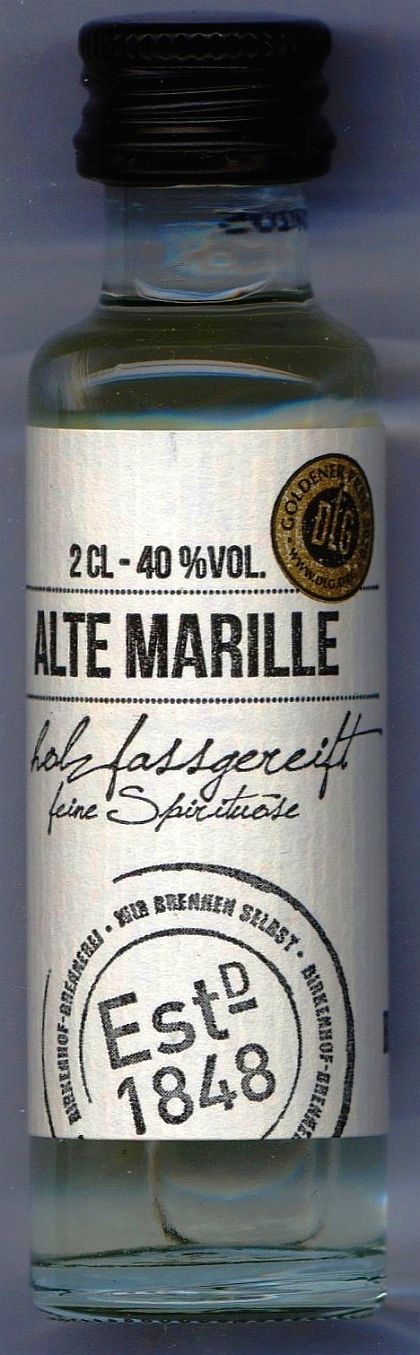 GOLDENER PREIS
DLG
WWW.DLG.ORG
2 CL - 40 %VOL.
ALTE MARILLE
holzfassgereift
feine Spirituose
BIRKENHOF-BRENNEREI • WIR BRENNEN SELBST • BIRKENHOF-BRENNEREI
Estᴰ
1848